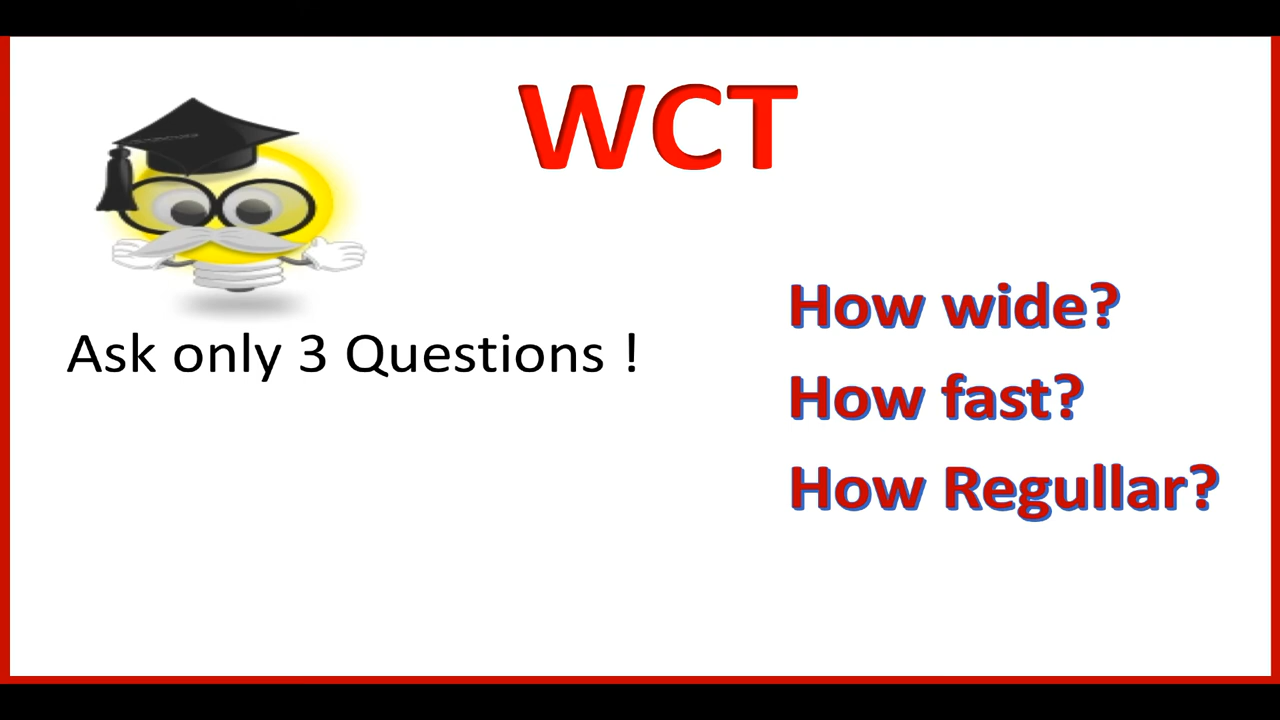 WCT
Ask only 3 Questions !
How wide?
How fast?
How Regullar?